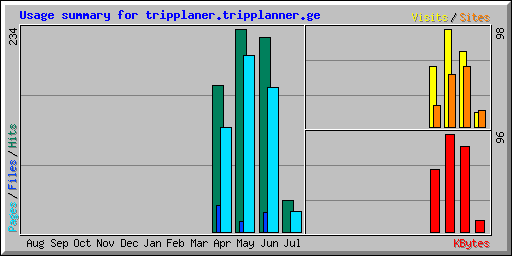 Usage summary for tripplaner.tripplanner.ge
Visits/Sites
234
98
Pages/Files/Hits
96
Aug Sep Oct Nov Dec Jan Feb Mar Apr May Jun Jul
KBytes